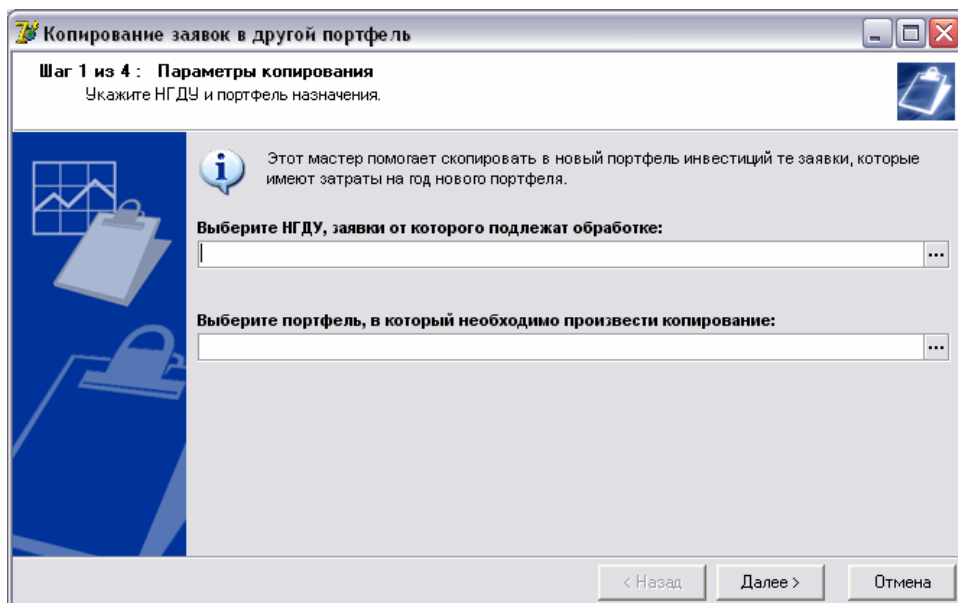 Копирование заявок в другой портфель
Шаг 1 из 4 : Параметры копирования
Укажите НГДУ и портфель назначения.
Этот мастер помогает скопировать в новый портфель инвестиций те заявки, которые
имеют затраты на год нового портфеля.
Выберите НГДУ, заявки от которого подлежат обработке:
...
Выберите портфель, в который необходимо произвести копирование:
...
< Назад Далее > Отмена